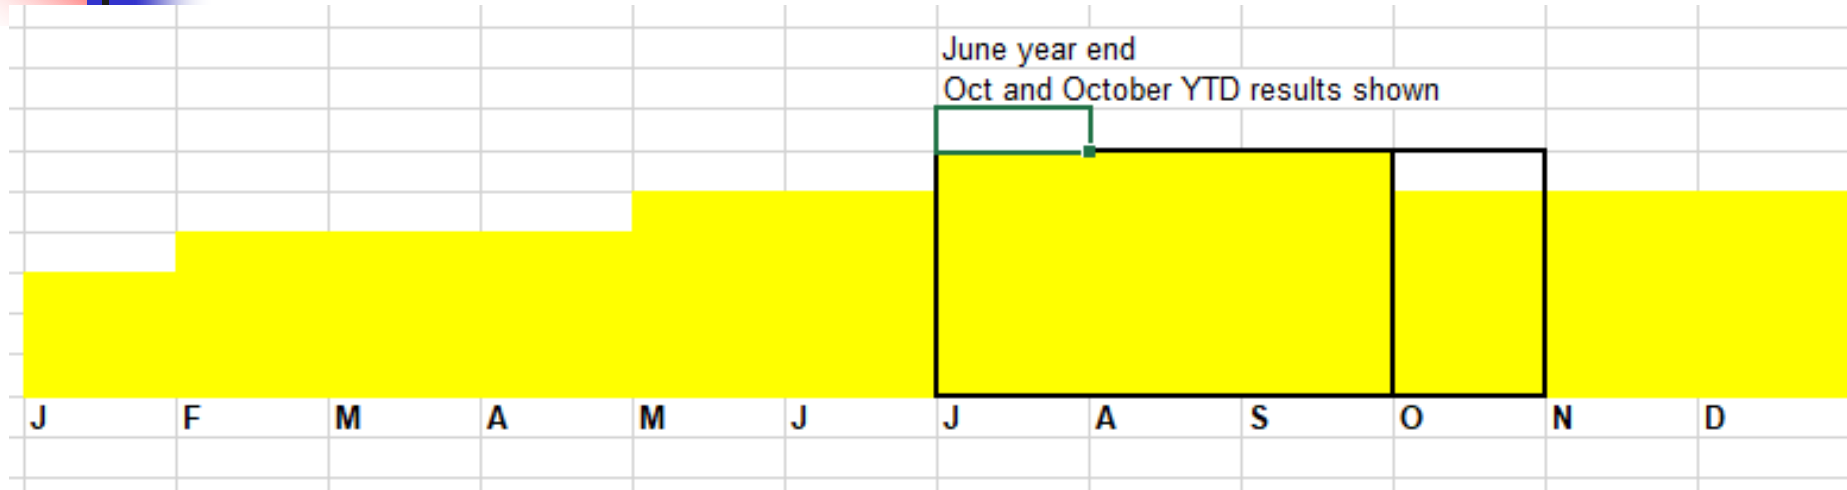 June year end
Oct and October YTD results shown
J F M A M J J A S O N D